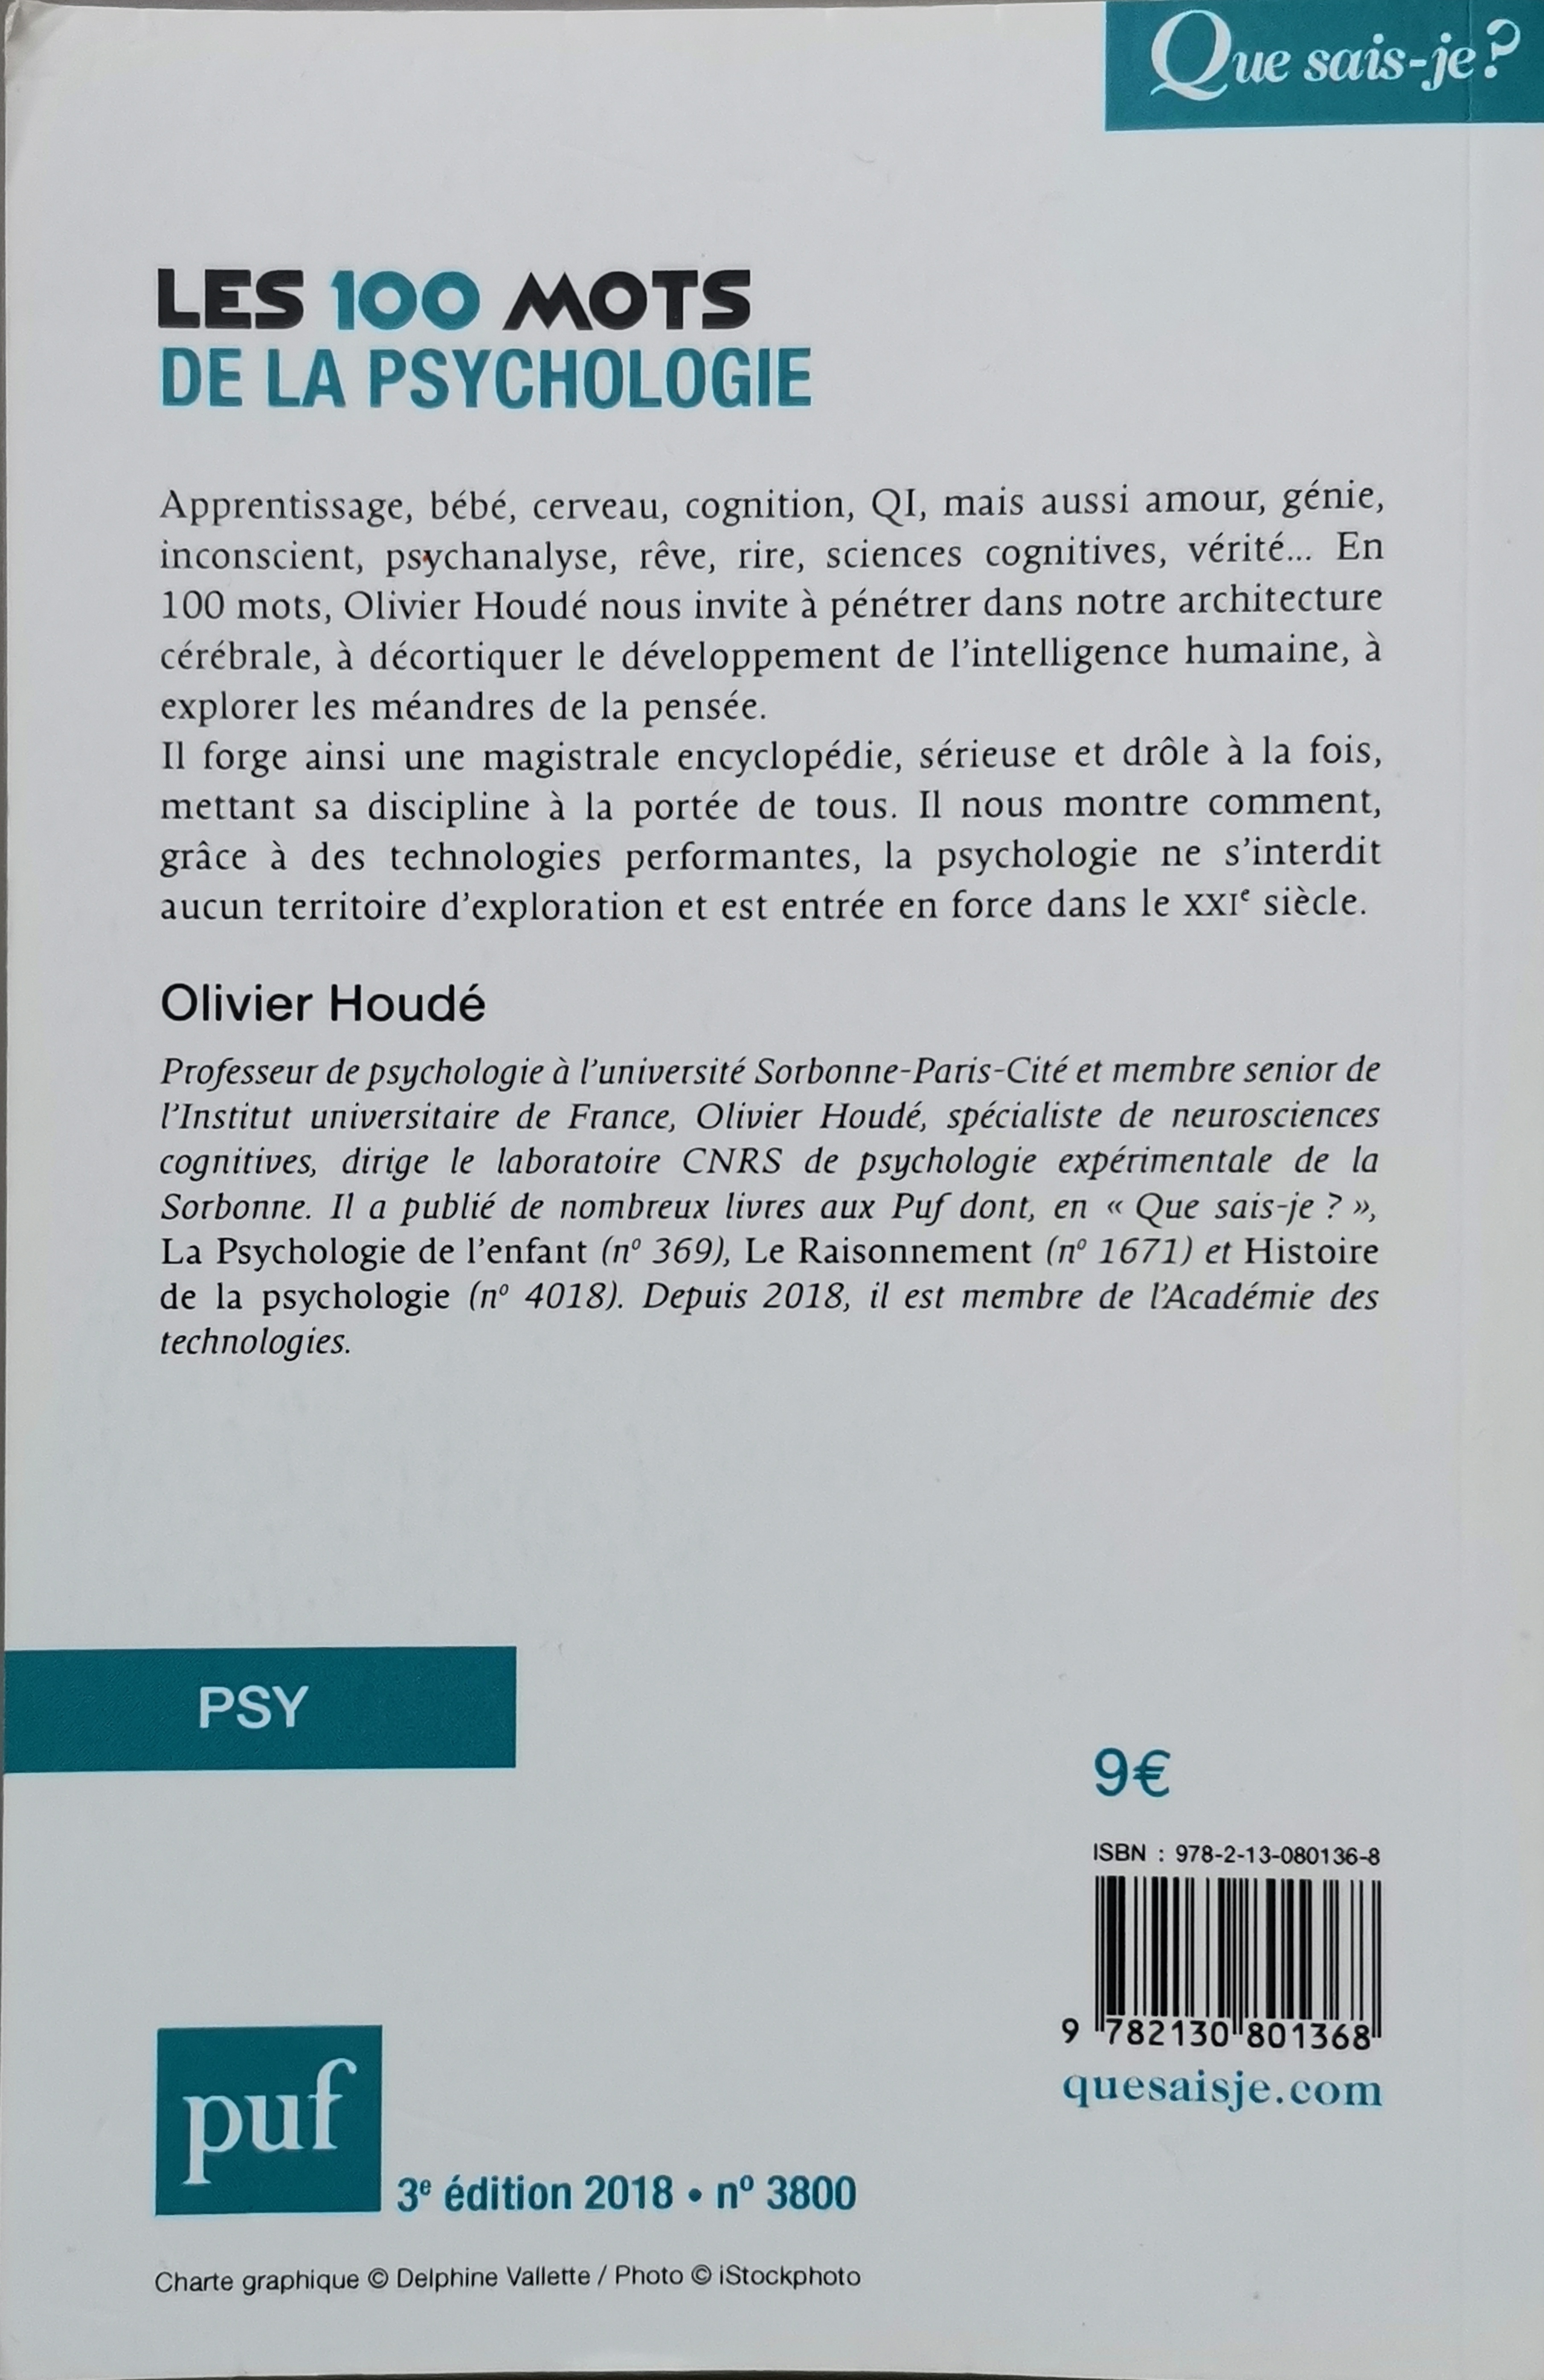 Que sais-je?
LES 100 MOTS
DE LA PSYCHOLOGIE
Apprentissage, bébé, cerveau, cognition, QI, mais aussi amour, génie,
inconscient, psychanalyse, rêve, rire, sciences cognitives, vérité... En
100 mots, Olivier Houdé nous invite à pénétrer dans notre architecture
cérébrale, à décortiquer le développement de l'intelligence humaine, à
explorer les méandres de la pensée.
Il forge ainsi une magistrale encyclopédie, sérieuse et drôle à la fois,
mettant sa discipline à la portée de tous. Il nous montre comment,
grâce à des technologies performantes, la psychologie ne s'interdit
aucun territoire d'exploration et est entrée en force dans le XXIe siècle.
Olivier Houdé
Professeur de psychologie à l'université Sorbonne-Paris-Cité et membre senior de
l'Institut universitaire de France, Olivier Houdé, spécialiste de neurosciences
cognitives, dirige le laboratoire CNRS de psychologie expérimentale de la
Sorbonne. Il a publié de nombreux livres aux Puf dont, en « Que sais-je ? »,
La Psychologie de l'enfant (nº 369), Le Raisonnement (nº 1671) et Histoire
de la psychologie (nº 4018). Depuis 2018, il est membre de l'Académie des
technologies.
PSY
9€
ISBN : 978-2-13-080136-8
9 782130 801368
quesaisje.com
puf
3e édition 2018 • nº 3800
Charte graphique © Delphine Vallette / Photo © iStockphoto